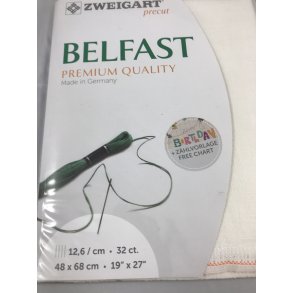 ZWEIGART
precut
BELFAST
PREMIUM QUALITY
Made in Germany
BIRTHDAY
+ ZÄHLVORLAGE
FREE CHART
12,6 / cm • 32 ct.
48 x 68 cm • 19" x 27"